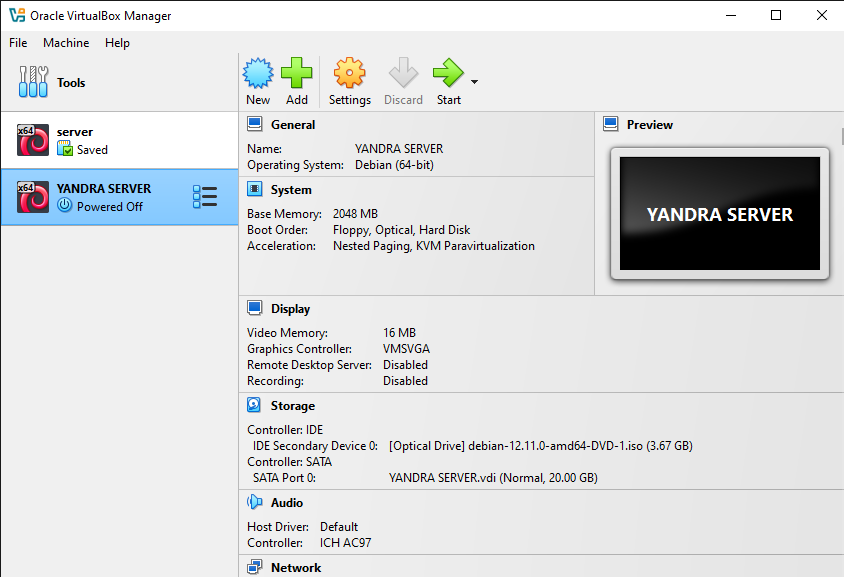 Oracle VirtualBox Manager
File Machine Help
Tools
New Add Settings Discard Start
x64 server
Saved
x64 YANDRA SERVER
Powered Off
General
Name: YANDRA SERVER
Operating System: Debian (64-bit)
System
Base Memory: 2048 MB
Boot Order: Floppy, Optical, Hard Disk
Acceleration: Nested Paging, KVM Paravirtualization
Preview
YANDRA SERVER
Display
Video Memory: 16 MB
Graphics Controller: VMSVGA
Remote Desktop Server: Disabled
Recording: Disabled
Storage
Controller: IDE
IDE Secondary Device 0: [Optical Drive] debian-12.11.0-amd64-DVD-1.iso (3.67 GB)
Controller: SATA
SATA Port 0: YANDRA SERVER.vdi (Normal, 20.00 GB)
Audio
Host Driver: Default
Controller: ICH AC97
Network